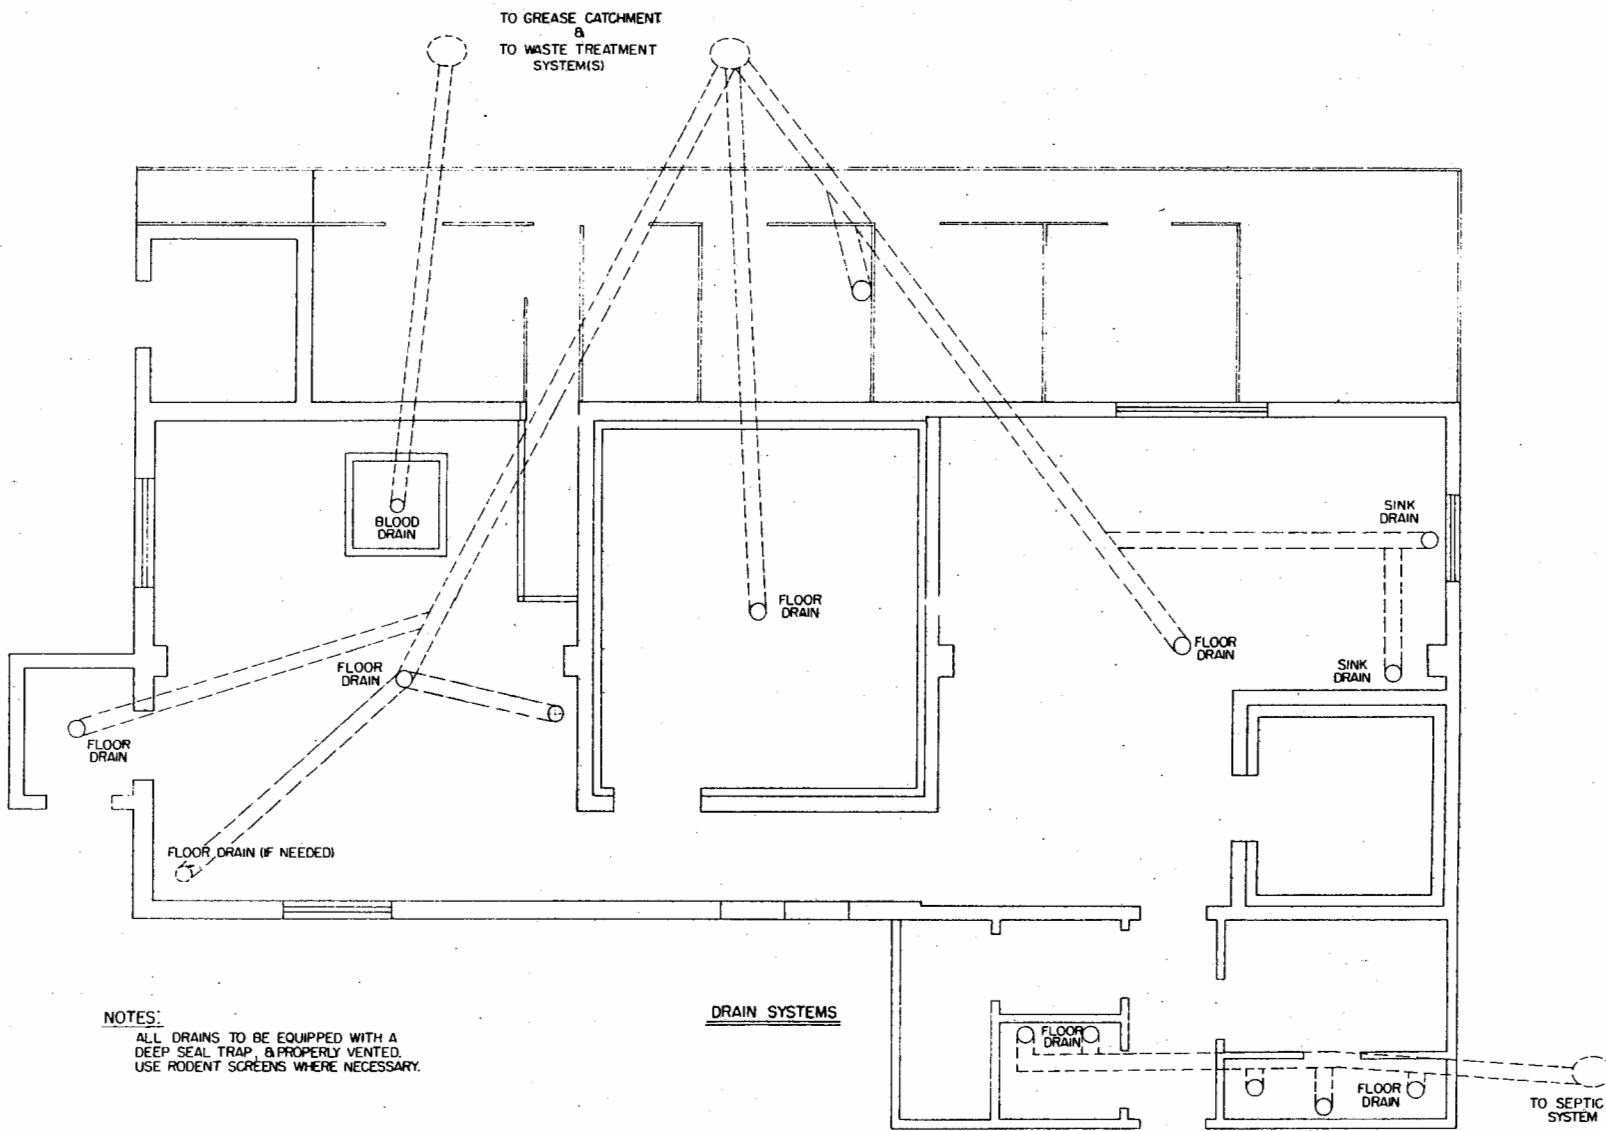 TO GREASE CATCHMENT
&
TO WASTE TREATMENT
SYSTEM(S)
BLOOD
DRAIN
SINK
DRAIN
FLOOR
DRAIN
FLOOR
DRAIN
FLOOR
DRAIN
SINK
DRAIN
FLOOR
DRAIN
FLOOR DRAIN (IF NEEDED)
NOTES:
ALL DRAINS TO BE EQUIPPED WITH A
DEEP SEAL TRAP, & PROPERLY VENTED.
USE RODENT SCREENS WHERE NECESSARY.
DRAIN SYSTEMS
FLOOR
DRAIN
FLOOR
DRAIN
TO SEPTIC
SYSTEM